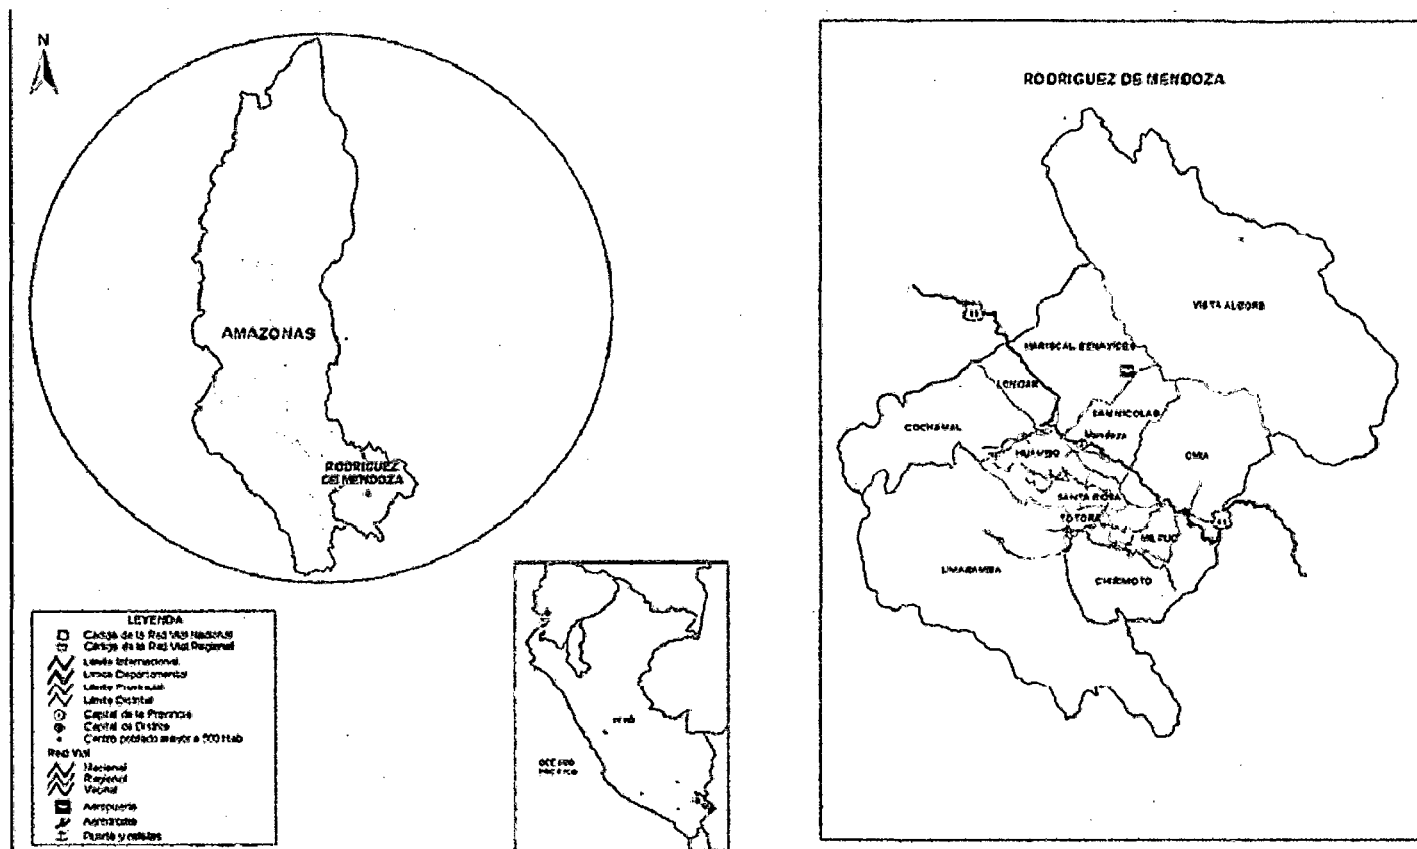 N
AMAZONAS
RODRIGUEZ
DE MENDOZA
LEYENDA
Código de la Red Vial Nacional
Código de la Red Vial Regional
Límite Internacional
Límite Departamental
Límite Provincial
Límite Distrital
Capital de la Provincia
Capital de Distrito
Centro poblado mayor a 500 Hab
Red Vial
Nacional
Regional
Vecinal
Aeropuerto
Puerto y
PERÚ
OCEANO
PACIFICO
RODRIGUEZ DE MENDOZA
VISTA ALEGRE
MARISCAL BENAVIDES
LONGAR
SAN NICOLAS
COCHAMAL
Mendoza
HUAMBO
OMIA
SANTA ROSA
TOTORA
MILPUC
LIMABAMBA
CHIRIMOTO